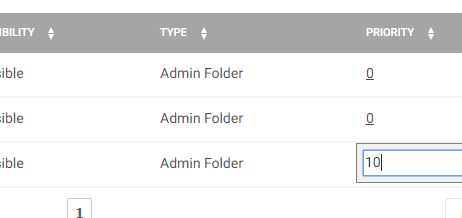 IBILITY TYPE PRIORITY
sible Admin Folder 0
sible Admin Folder 0
sible Admin Folder 10
1